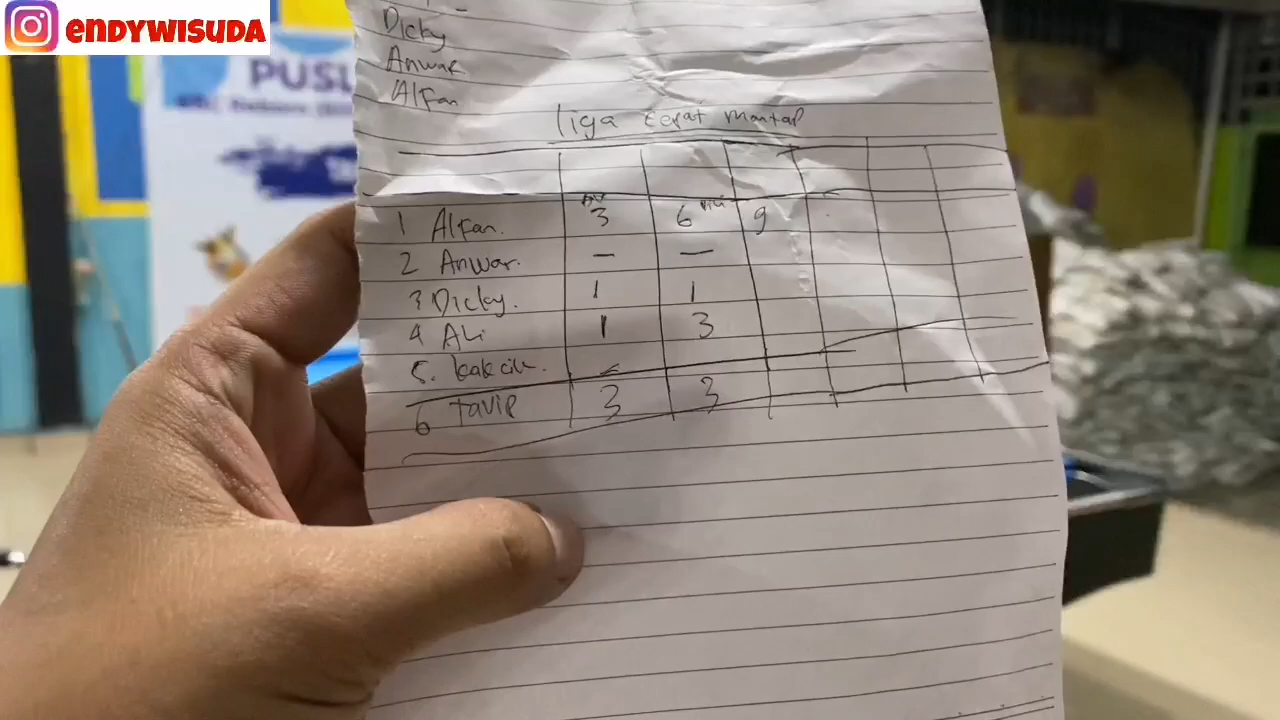 ENDYWISUDA
PUSL
Dicky
Anwar
Alfan
liga cepat mantap
1 Alfan. 3 6 9
2 Anwar. — —
3 Dicky. 1 1
4 Ali 1 3
5. kakcik.
6 Tavip 3 3